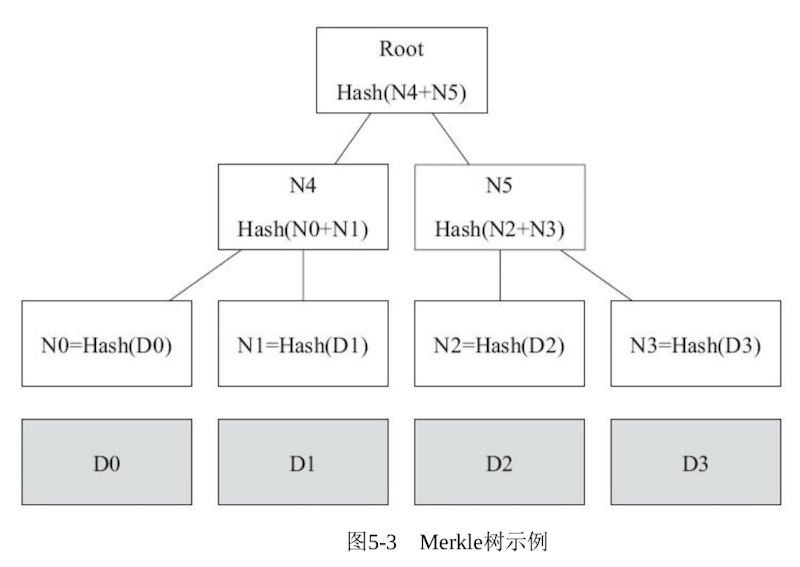 Root
Hash(N4+N5)
N4
Hash(N0+N1)
N5
Hash(N2+N3)
N0=Hash(D0)
N1=Hash(D1)
N2=Hash(D2)
N3=Hash(D3)
D0
D1
D2
D3
图5-3 Merkle树示例